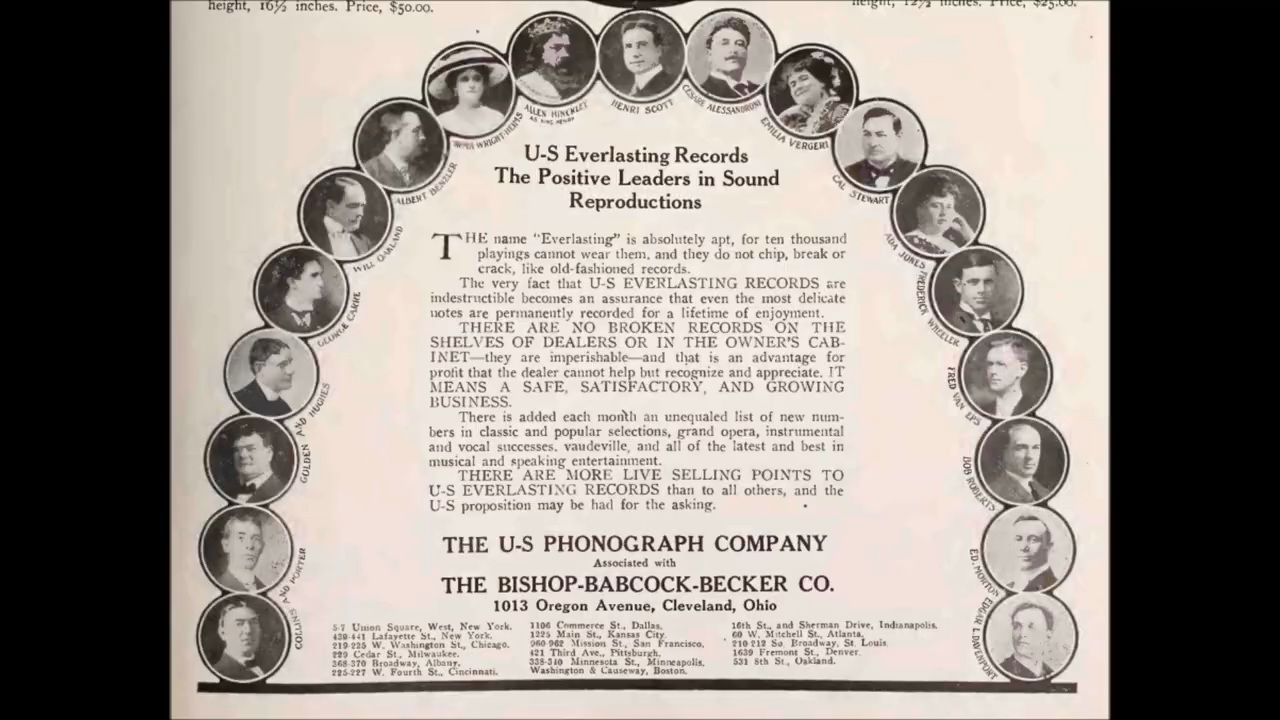 height, 16½ inches. Price, $50.00.
height, 12½ inches. Price, $25.00.
ALLEN HINCKLEY
AS KING HENRY
HENRI SCOTT
CESARE ALESSANDRONI
WRIGHT-HEMS
EMILIA VERGERI
ALBERT BENZLER
CAL STEWART
WILL OAKLAND
ADA JONES
GEORGE CARRE
FREDERICK WHEELER
GOLDEN AND HUGHES
FRED VAN EPS
BOB ROBERTS
COLLINS AND PORTER
ED. MORTON
EDGAR L DAVENPORT
U-S Everlasting Records
The Positive Leaders in Sound
Reproductions
THE name "Everlasting" is absolutely apt, for ten thousand
playings cannot wear them, and they do not chip, break or
crack, like old-fashioned records.
The very fact that U-S EVERLASTING RECORDS are
indestructible becomes an assurance that even the most delicate
notes are permanently recorded for a lifetime of enjoyment.
THERE ARE NO BROKEN RECORDS ON THE
SHELVES OF DEALERS OR IN THE OWNER'S CAB-
INET—they are imperishable—and that is an advantage for
profit that the dealer cannot help but recognize and appreciate. IT
MEANS A SAFE, SATISFACTORY, AND GROWING
BUSINESS.
There is added each month an unequaled list of new num-
bers in classic and popular selections, grand opera, instrumental
and vocal successes, vaudeville, and all of the latest and best in
musical and speaking entertainment.
THERE ARE MORE LIVE SELLING POINTS TO
U-S EVERLASTING RECORDS than to all others, and the
U-S proposition may be had for the asking.
THE U-S PHONOGRAPH COMPANY
Associated with
THE BISHOP-BABCOCK-BECKER CO.
1013 Oregon Avenue, Cleveland, Ohio
5-7 Union Square, West, New York.
439-441 Lafayette St., New York.
219-225 W. Washington St., Chicago.
229 Cedar St., Milwaukee.
368-370 Broadway, Albany.
225-227 W. Fourth St., Cincinnati.
1106 Commerce St., Dallas.
1225 Main St., Kansas City.
960-962 Mission St., San Francisco.
421 Third Ave., Pittsburgh.
338-340 Minnesota St., Minneapolis.
Washington & Causeway, Boston.
16th St., and Sherman Drive, Indianapolis.
60 W. Mitchell St., Atlanta.
210-212 So. Broadway, St. Louis
1639 Fremont St., Denver.
531 8th St., Oakland.